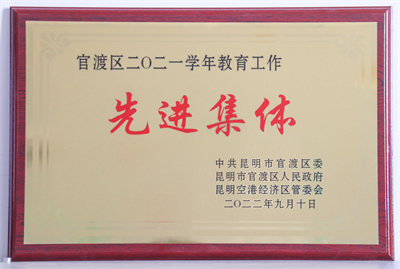 官渡区二〇二一学年教育工作
先进集体
中共昆明市官渡区委
昆明市官渡区人民政府
昆明空港经济区管委会
二〇二二年九月十日